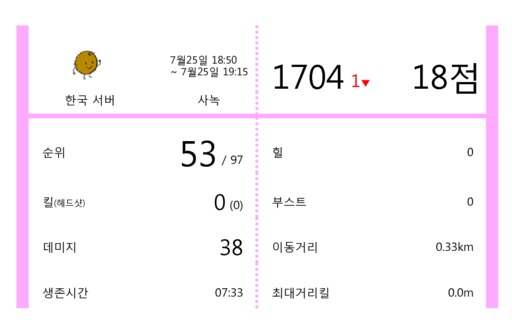 7월25일 18:50
~ 7월25일 19:15
한국 서버
사녹
1704 1▼
18점
순위
53 / 97
킬(헤드샷)
0 (0)
데미지
38
생존시간
07:33
힐
0
부스트
0
이동거리
0.33km
최대거리킬
0.0m